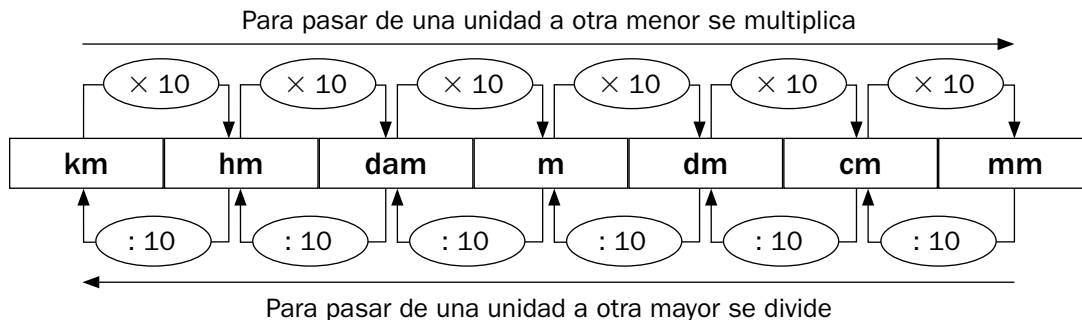 Para pasar de una unidad a otra menor se multiplica
× 10 × 10 × 10 × 10 × 10 × 10
km hm dam m dm cm mm
: 10 : 10 : 10 : 10 : 10 : 10
Para pasar de una unidad a otra mayor se divide